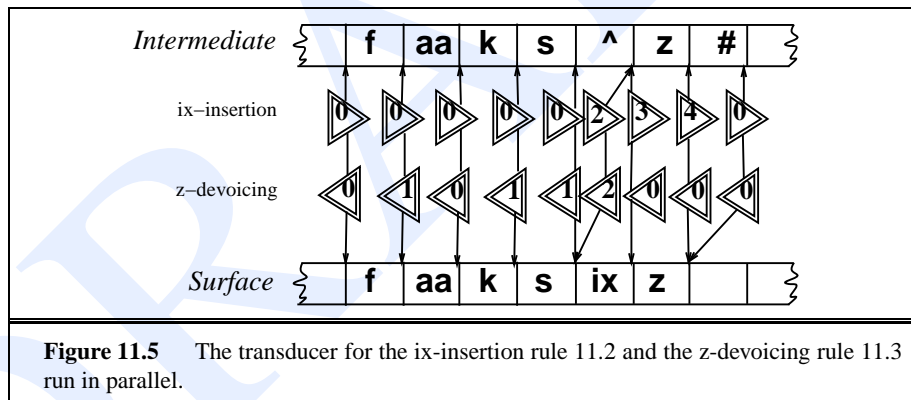 Intermediate f aa k s ^ z #
ix−insertion 0 0 0 0 0 2 3 4 0
z−devoicing 0 1 0 1 1 2 0 0 0
Surface f aa k s ix z
Figure 11.5 The transducer for the ix-insertion rule 11.2 and the z-devoicing rule 11.3
run in parallel.